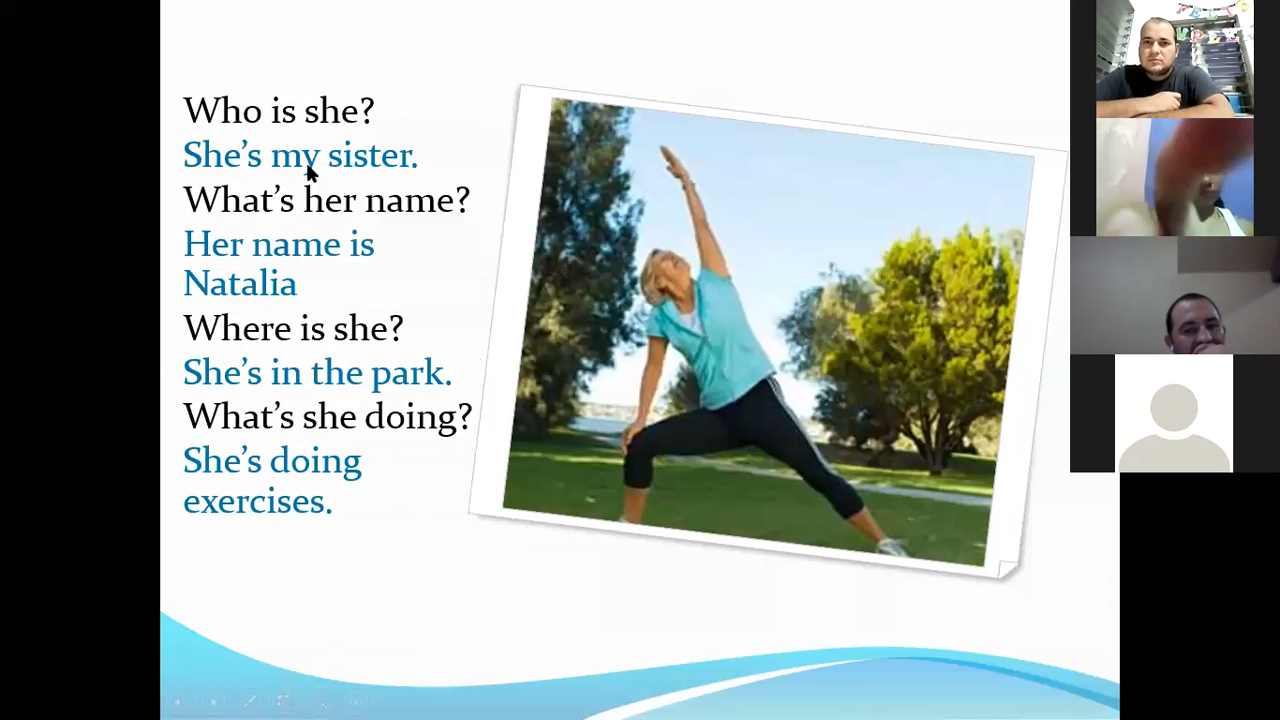 Who is she?
She's my sister.
What's her name?
Her name is
Natalia
Where is she?
She's in the park.
What's she doing?
She's doing
exercises.